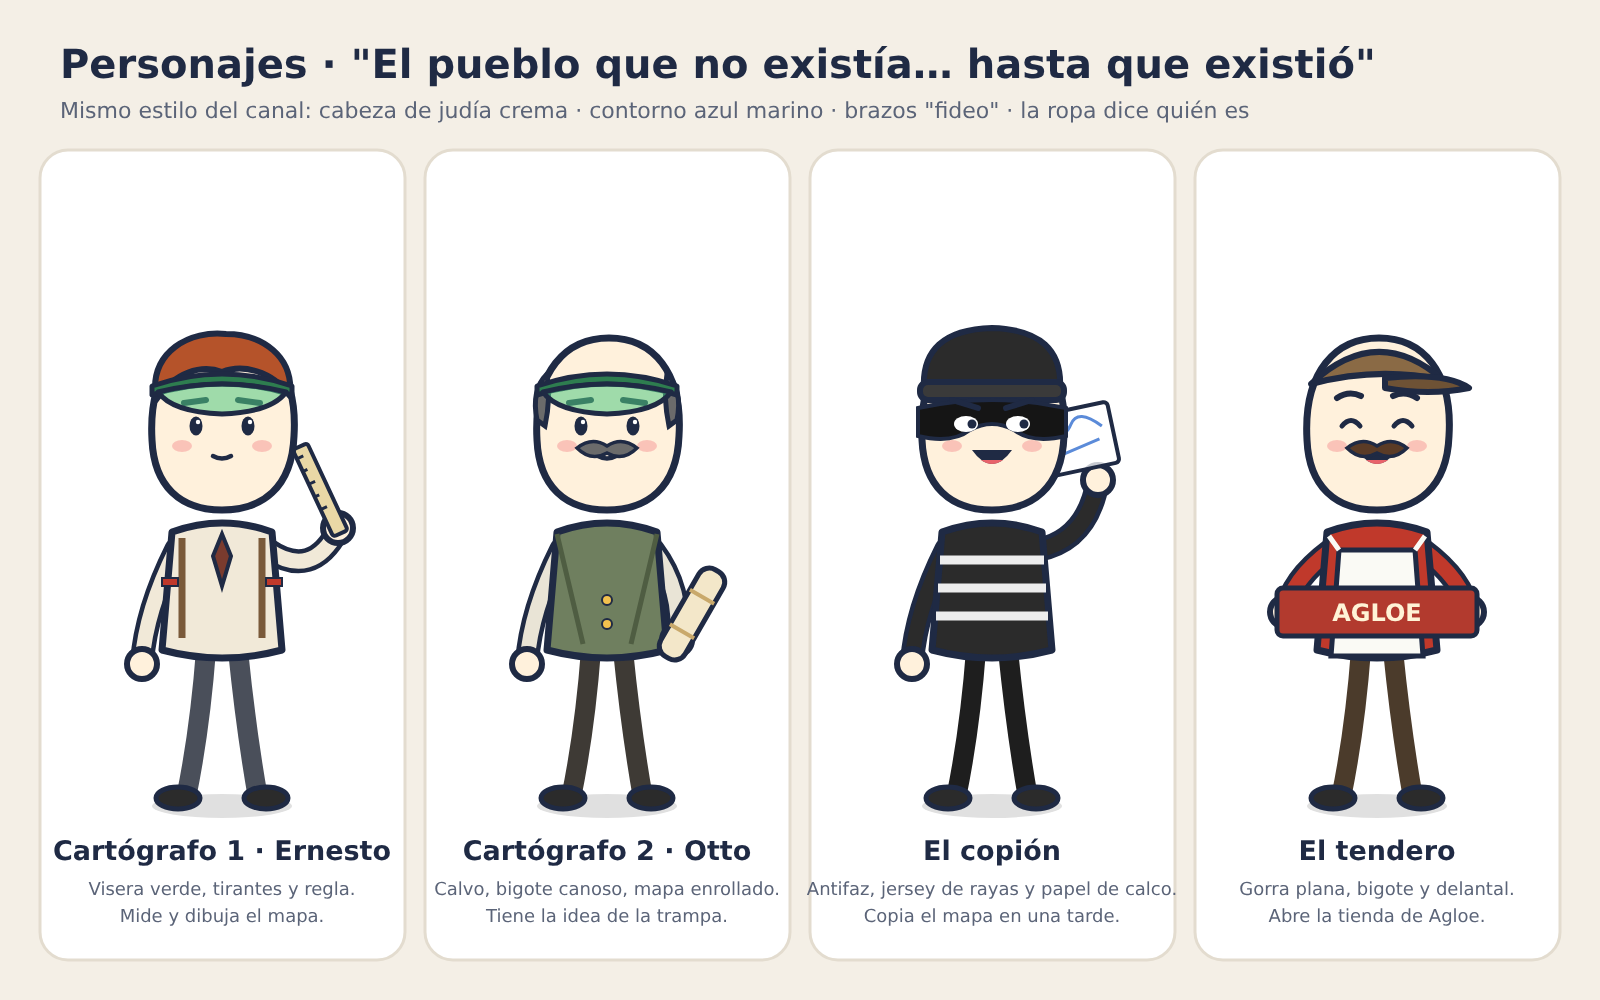 Personajes · "El pueblo que no existía… hasta que existió"
Mismo estilo del canal: cabeza de judía crema · contorno azul marino · brazos "fideo" · la ropa dice quién es
AGLOE
Cartógrafo 1 · Ernesto
Visera verde, tirantes y regla.
Mide y dibuja el mapa.
Cartógrafo 2 · Otto
Calvo, bigote canoso, mapa enrollado.
Tiene la idea de la trampa.
El copión
Antifaz, jersey de rayas y papel de calco.
Copia el mapa en una tarde.
El tendero
Gorra plana, bigote y delantal.
Abre la tienda de Agloe.